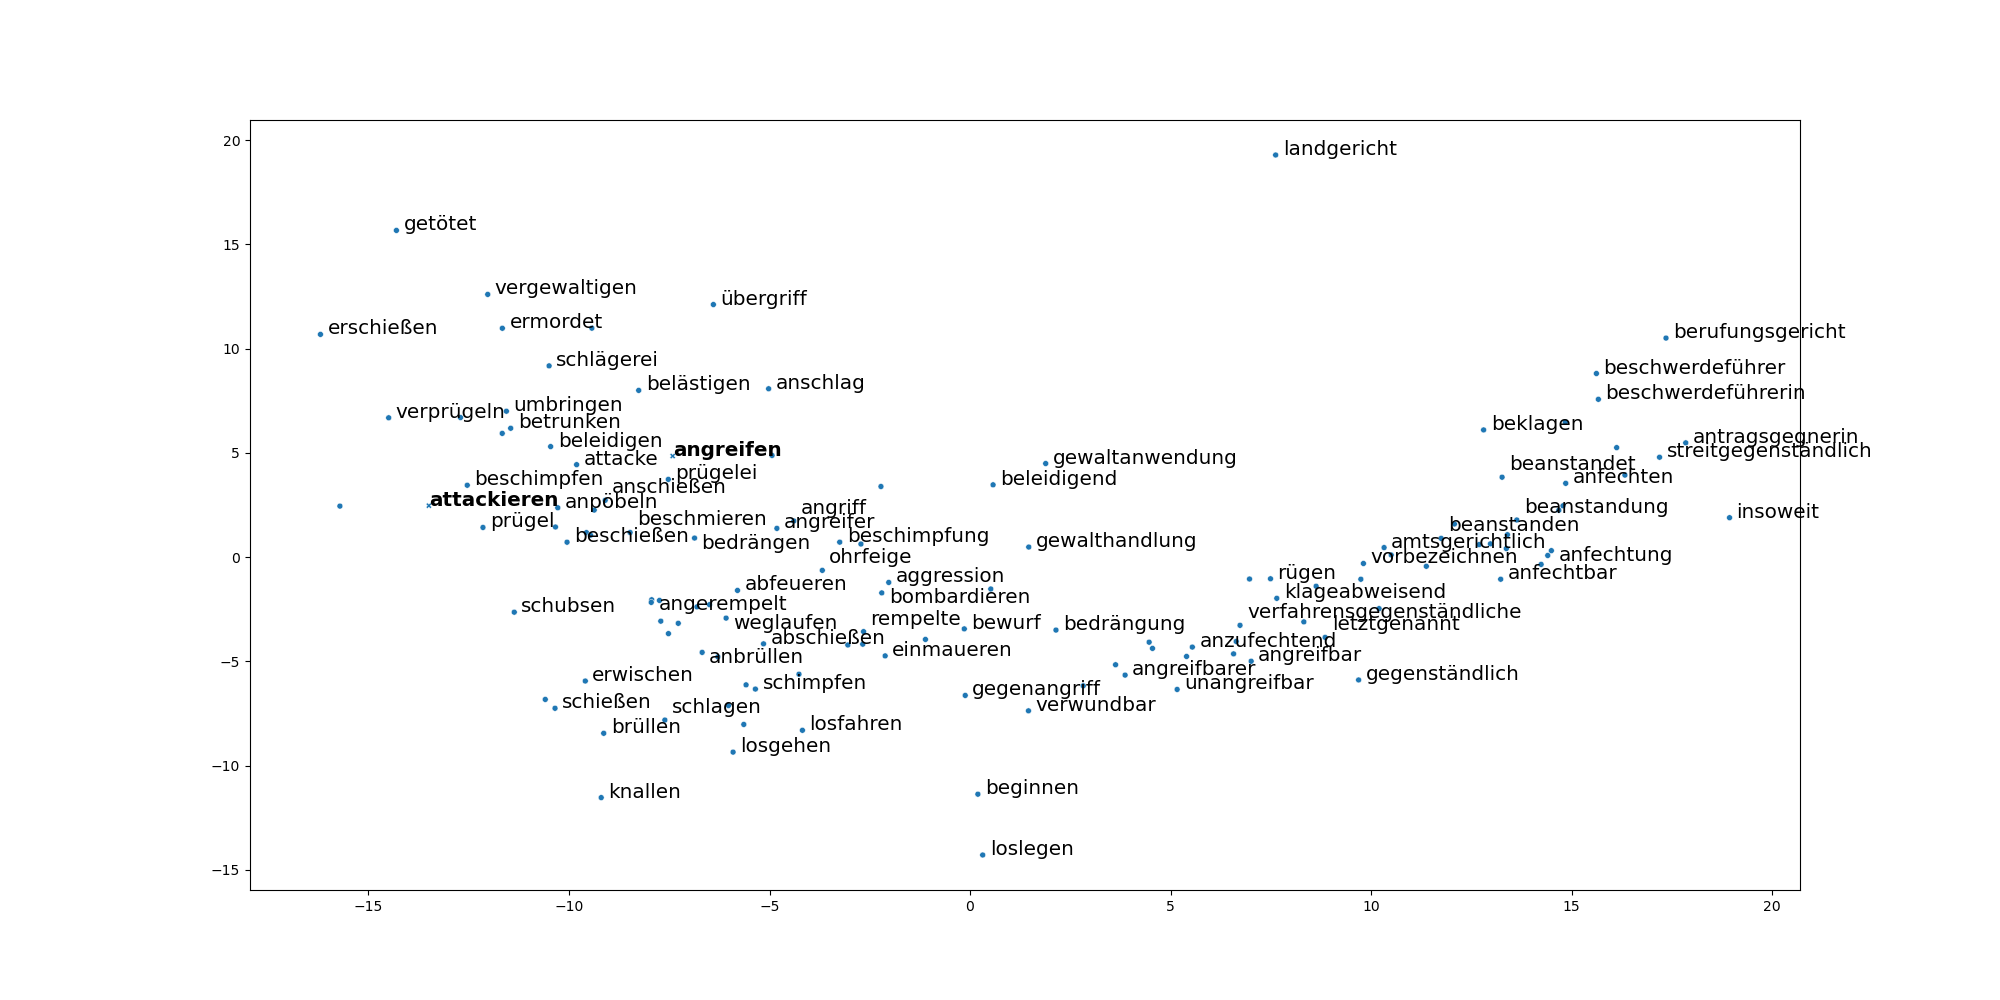 landgericht
getötet
vergewaltigen
übergriff
ermordet
erschießen
berufungsgericht
schlägerei
beschwerdeführer
belästigen
anschlag
beschwerdeführerin
umbringen
verprügeln
betrunken
beklagen
beleidigen
antragsgegnerin
angreifen
streitgegenständlich
attacke
gewaltanwendung
beanstandet
prügelei
beschimpfen
beleidigend
anfechten
anschießen
attackieren
anpöbeln
angriff
beanstandung
insoweit
prügel
beschmieren
angreifer
beanstanden
beschießen
bedrängen
beschimpfung
gewalthandlung
amtsgerichtlich
ohrfeige
vorbezeichnen
anfechtung
aggression
rügen
anfechtbar
abfeueren
bombardieren
klageabweisend
schubsen
angerempelt
verfahrensgegenständliche
weglaufen
rempelte
bewurf
bedrängung
letztgenannt
abschießen
anzufechtend
anbrüllen
einmaueren
angreifbar
erwischen
schimpfen
angreifbarer
unangreifbar
gegenständlich
schießen
schlagen
gegenangriff
verwundbar
brüllen
losfahren
losgehen
knallen
beginnen
loslegen
20
15
10
5
0
−5
−10
−15
−15 −10 −5 0 5 10 15 20